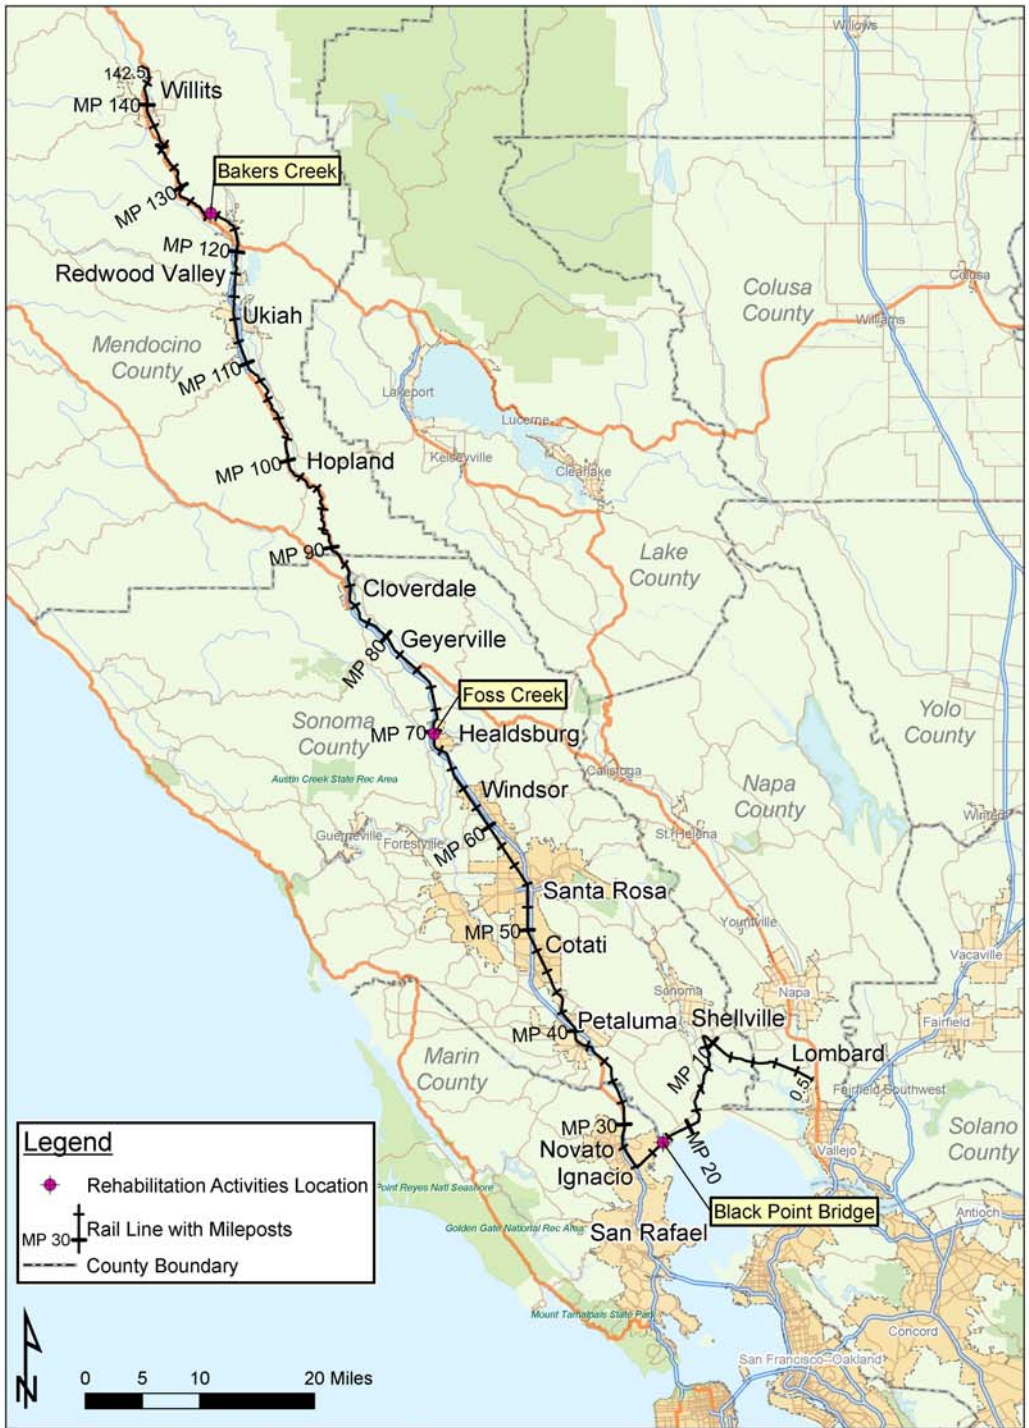 Willows
142.5
Willits
MP 140
Bakers Creek
MP 130
MP 120
Redwood Valley
Colusa
Colusa
County
Ukiah
Williams
Mendocino
County
MP 110
Lakeport
Lucerne
Hopland
MP 100
Kelseyville
Clearlake
MP 90
Lake
County
Cloverdale
Geyerville
MP 80
Foss Creek
Sonoma
County
MP 70
Healdsburg
Yolo
County
Austin Creek State Rec Area
Calistoga
Windsor
Napa
County
Winters
Guerneville
Forestville
MP 60
St. Helena
Santa Rosa
Yountville
MP 50
Cotati
Vacaville
Sonoma
Napa
Petaluma
Shellville
Fairfield
MP 40
Marin
County
MP 10
Lombard
0.5
Fairfield Southwest
MP 30
Solano
County
Novato
MP 20
Vallejo
Ignacio
Legend
Rehabilitation Activities Location
Point Reyes Natl Seashore
Black Point Bridge
Antioch
MP 30
Rail Line with Mileposts
Golden Gate National Rec Area
San Rafael
County Boundary
Mount Tamalpais State Park
Concord
San Francisco--Oakland
N
0 5 10 20 Miles